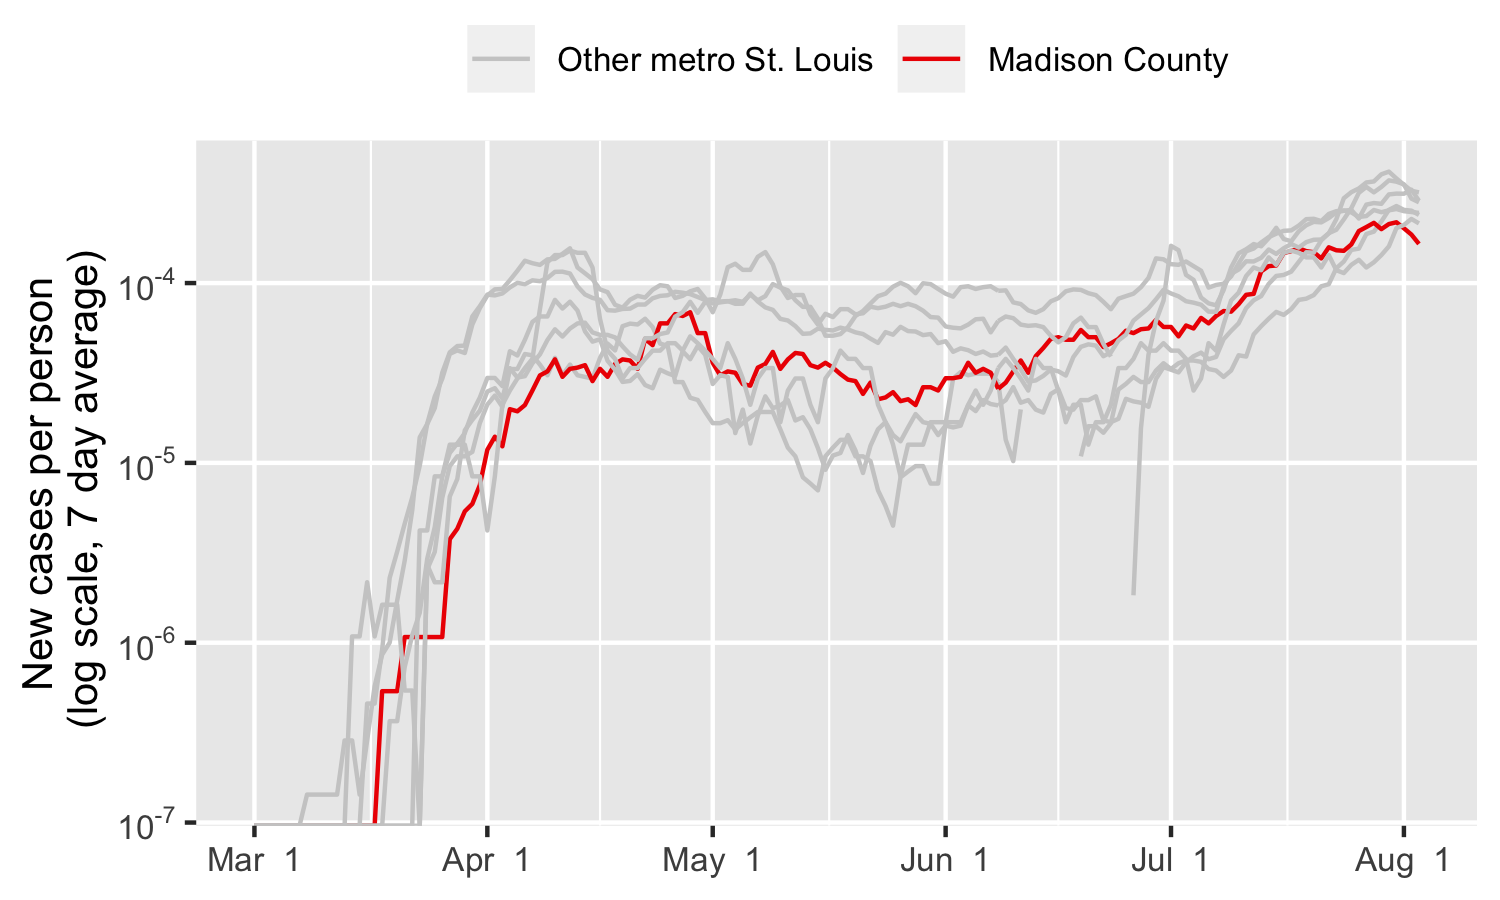 Other metro St. Louis Madison County
New cases per person
(log scale, 7 day average)
10-4
10-5
10-6
10-7
Mar 1 Apr 1 May 1 Jun 1 Jul 1 Aug 1